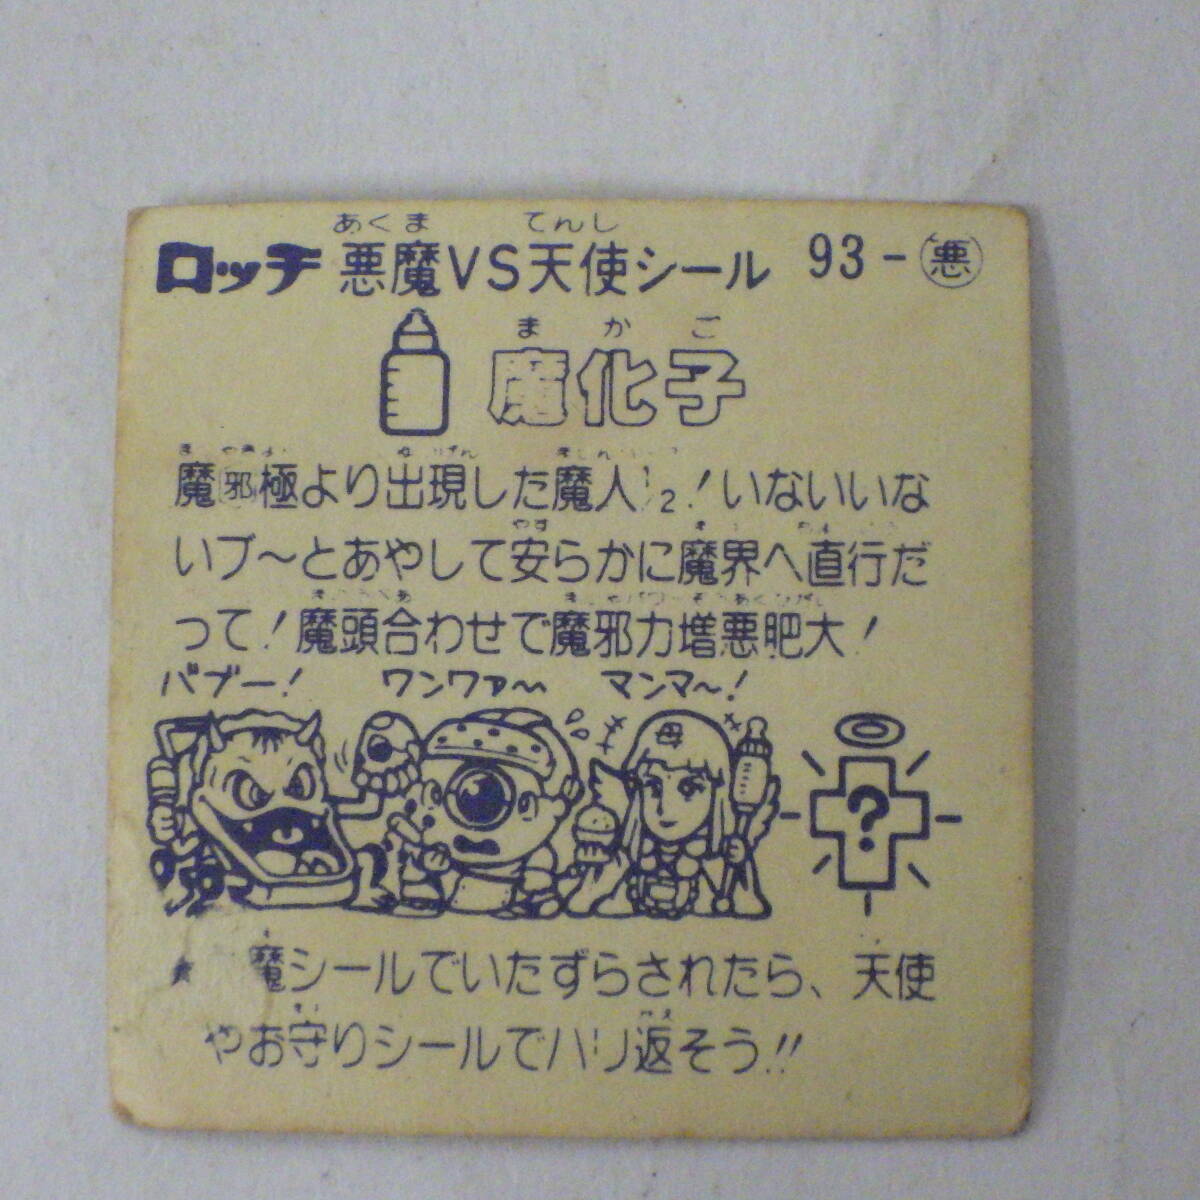 あくま てんし
ロッチ 悪魔VS天使シール 93-悪
まかご
魔化子
魔邪極より出現した魔人1/2!いないいな
やす
いブ〜とあやして安らかに魔界へ直行だ
って!魔頭合わせで魔邪力増悪肥大!
バブー! ワンワァ〜 マンマ〜!
母
?
魔シールでいたずらされたら、天使
やお守りシールでハリ返そう!!